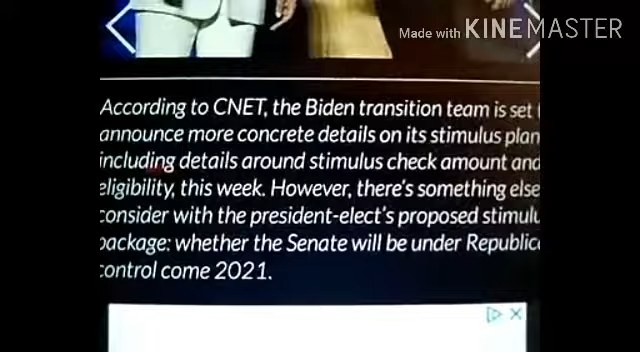 Made with KINEMASTER
According to CNET, the Biden transition team is set
announce more concrete details on its stimulus plan
including details around stimulus check amount and
eligibility, this week. However, there's something else
consider with the president-elect's proposed stimulu
package: whether the Senate will be under Republic
control come 2021.